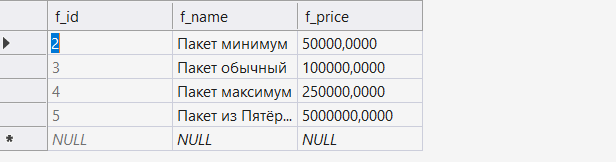 f_id f_name f_price
2 Пакет минимум 50000,0000
3 Пакет обычный 100000,0000
4 Пакет максимум 250000,0000
5 Пакет из Пятёр... 5000000,0000
NULL NULL NULL